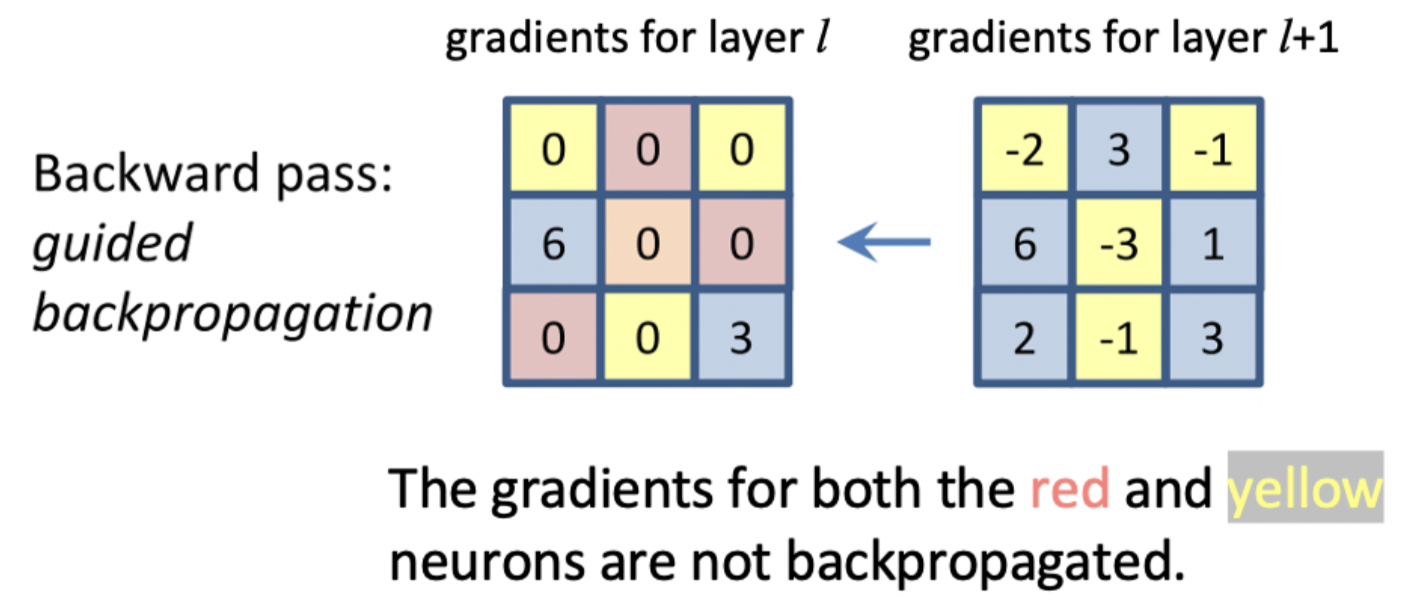 gradients for layer l gradients for layer l+1
0 0 0 -2 3 -1
Backward pass:
guided
6 0 0 6 -3 1
backpropagation
0 0 3 2 -1 3
The gradients for both the red and yellow
neurons are not backpropagated.